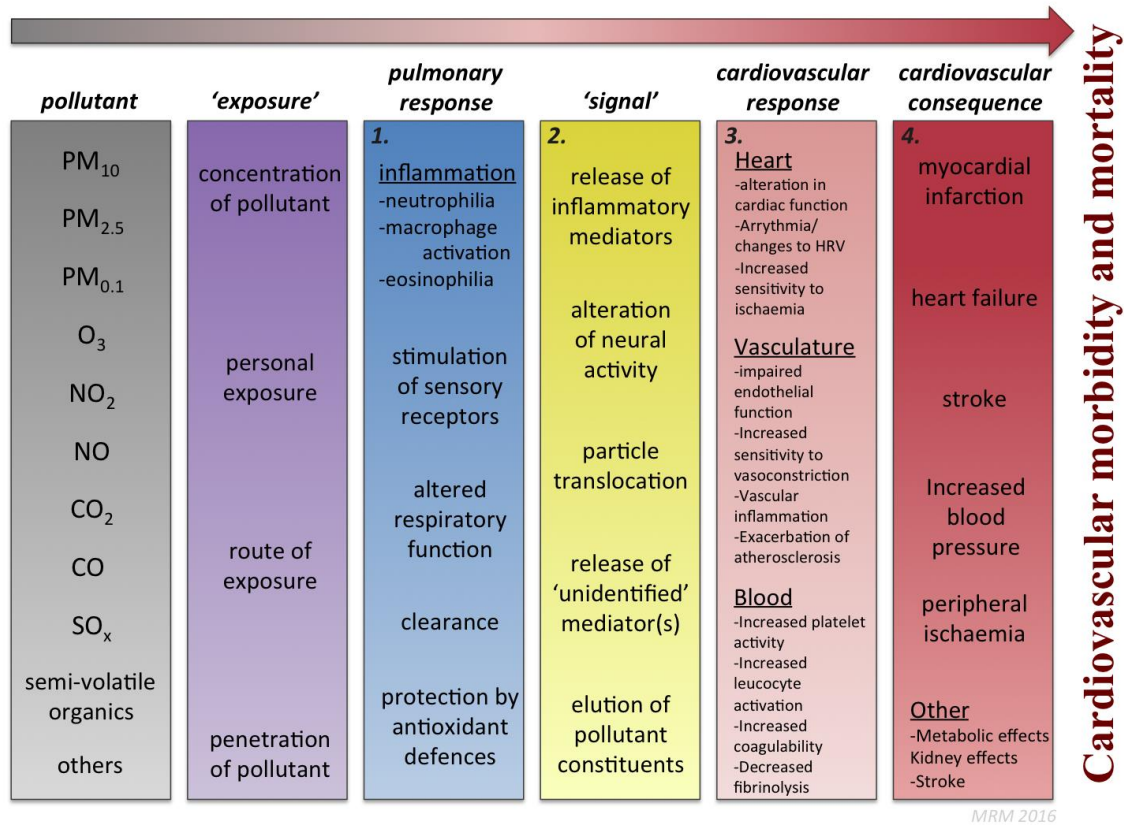 pollutant
PM10
PM2.5
PM0.1
O3
NO2
NO
CO2
CO
SOx
semi-volatile
organics
others
‘exposure’
concentration
of pollutant
personal
exposure
route of
exposure
penetration
of pollutant
pulmonary
response
1.
inflammation
-neutrophilia
-macrophage
activation
-eosinophilia
stimulation
of sensory
receptors
altered
respiratory
function
clearance
protection by
antioxidant
defences
‘signal’
2.
release of
inflammatory
mediators
alteration
of neural
activity
particle
translocation
release of
‘unidentified’
mediator(s)
elution of
pollutant
constituents
cardiovascular
response
3.
Heart
-alteration in
cardiac function
-Arrythmia/
changes to HRV
-Increased
sensitivity to
ischaemia
Vasculature
-impaired
endothelial
function
-Increased
sensitivity to
vasoconstriction
-Vascular
inflammation
-Exacerbation of
atherosclerosis
Blood
-Increased platelet
activity
-Increased
leucocyte
activation
-Increased
coagulability
-Decreased
fibrinolysis
cardiovascular
consequence
4.
myocardial
infarction
heart failure
stroke
Increased
blood
pressure
peripheral
ischaemia
Other
-Metabolic effects
Kidney effects
-Stroke
Cardiovascular morbidity and mortality
MRM 2016